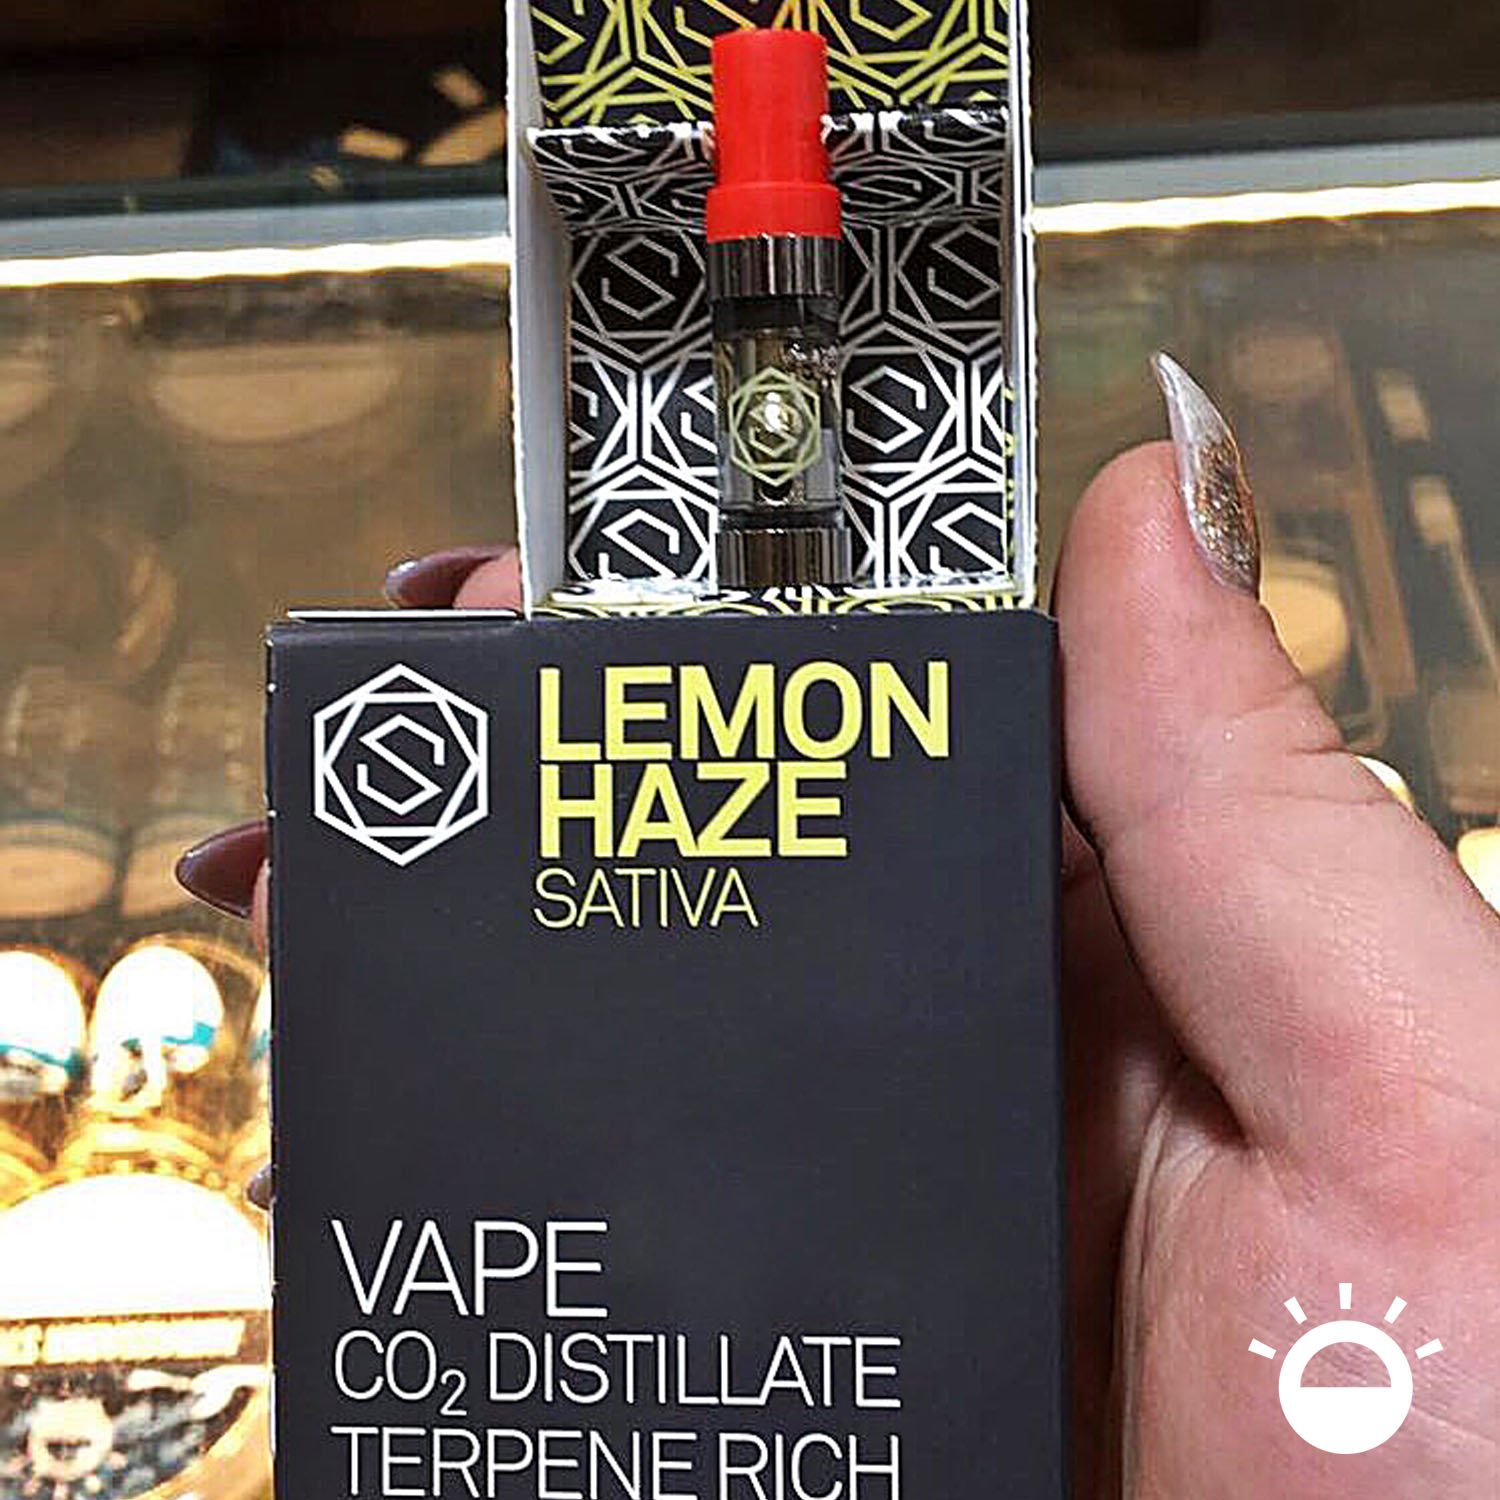 S
LEMON
HAZE
SATIVA
VAPE
CO₂ DISTILLATE
TERPENE RICH